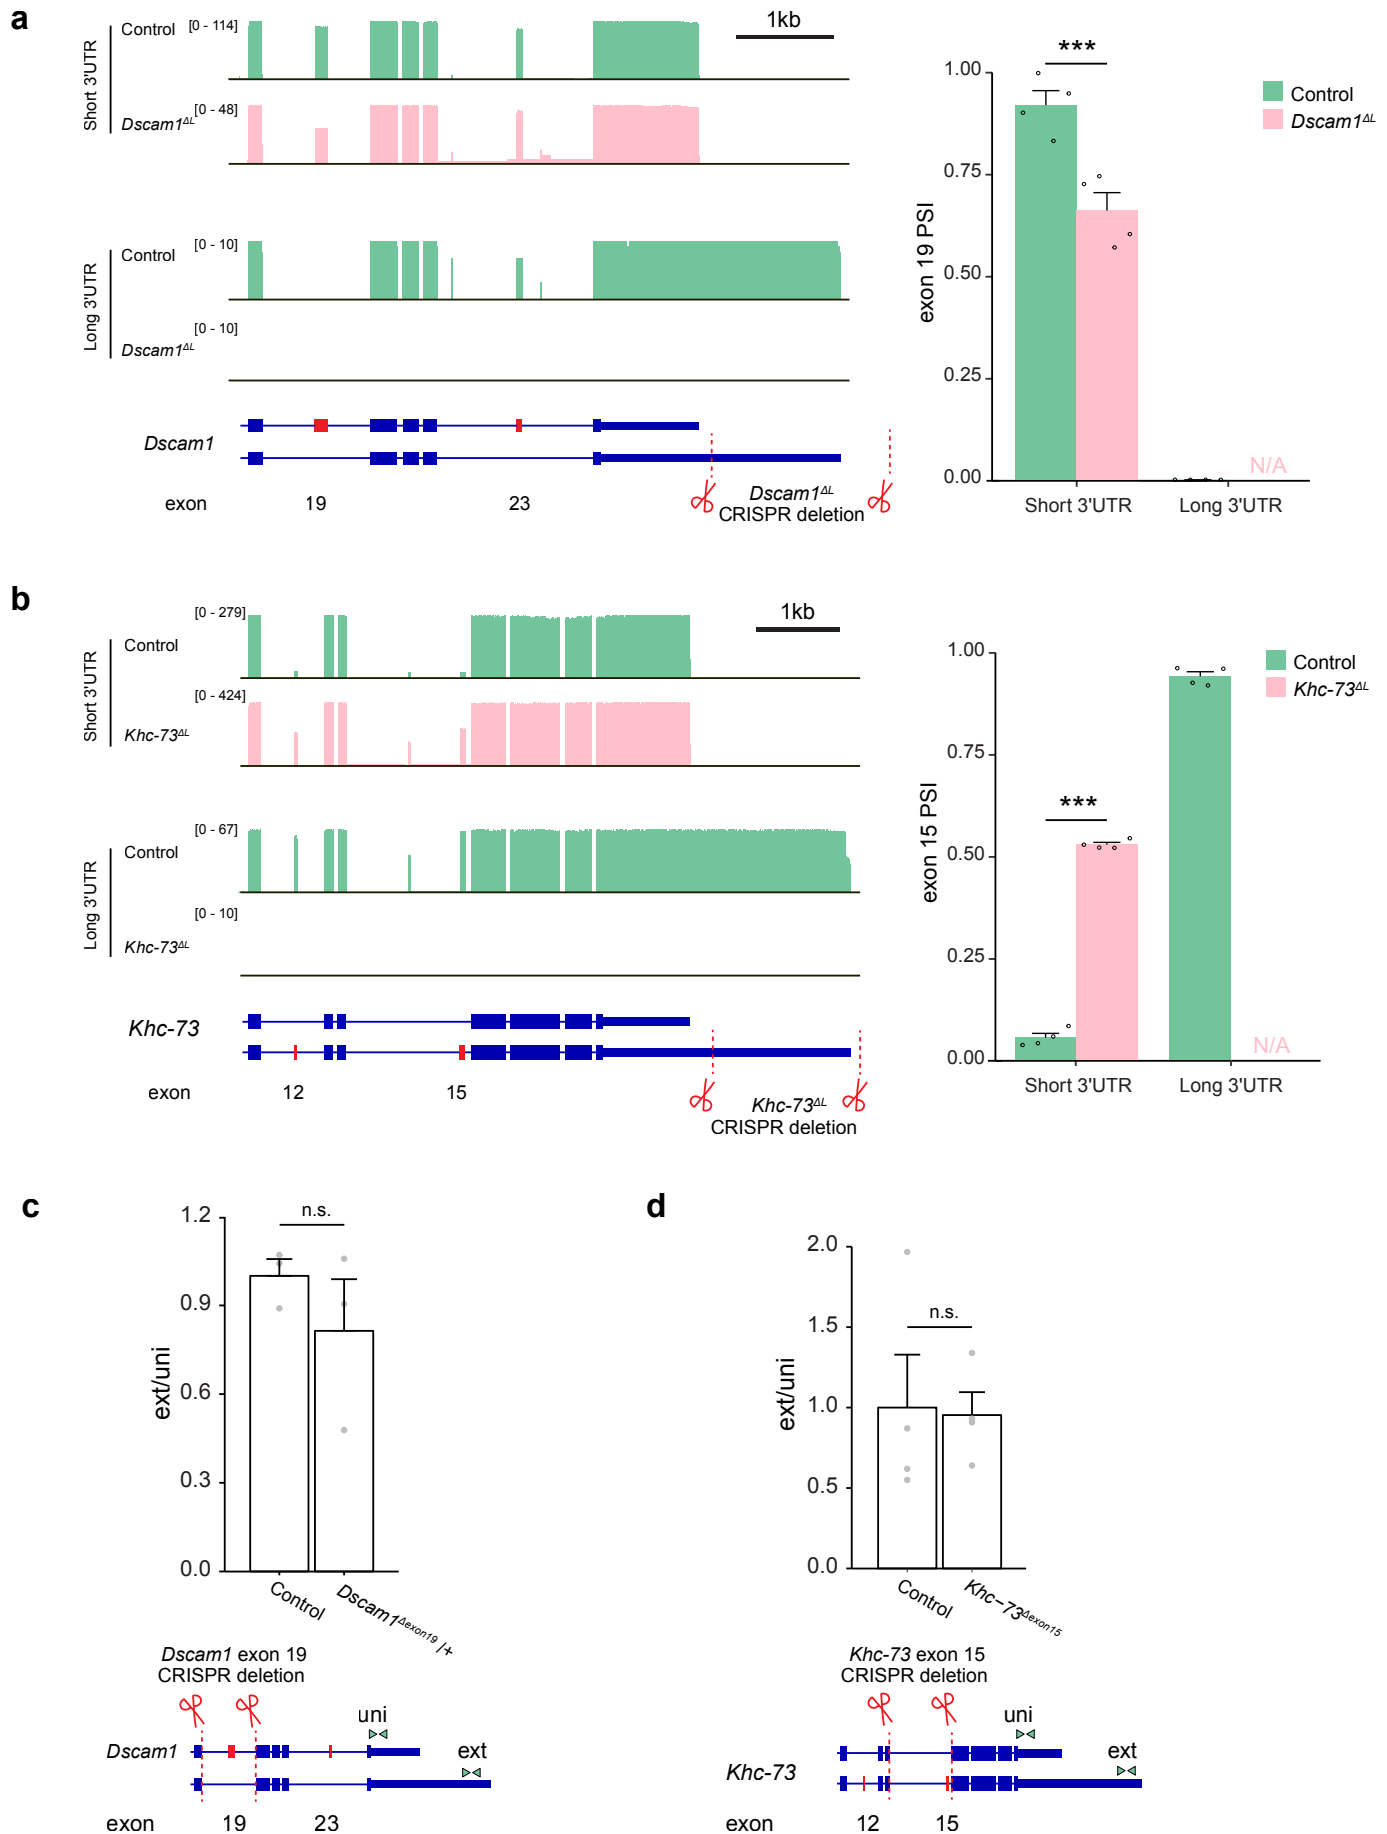 a
Control [0 - 114]
1kb
Short 3'UTR
Dscam1ΔL [0 - 48]
Control [0 - 10]
Long 3'UTR
Dscam1ΔL [0 - 10]
Dscam1
exon 19 23
Dscam1ΔL
CRISPR deletion
***
1.00
0.75
0.50
0.25
0.00
exon 19 PSI
N/A
Short 3'UTR Long 3'UTR
Control
Dscam1ΔL
b
[0 - 279]
Control
1kb
Short 3'UTR
[0 - 424]
Khc-73ΔL
[0 - 67]
Control
Long 3'UTR
[0 - 10]
Khc-73ΔL
Khc-73
exon 12 15
Khc-73ΔL
CRISPR deletion
***
1.00
0.75
0.50
0.25
0.00
exon 15 PSI
N/A
Short 3'UTR Long 3'UTR
Control
Khc-73ΔL
c
n.s.
1.2
0.9
0.6
0.3
0.0
ext/uni
Control
Dscam1Δexon19/+
Dscam1 exon 19
CRISPR deletion
uni
Dscam1
ext
exon 19 23
d
n.s.
2.0
1.5
1.0
0.5
0.0
ext/uni
Control
Khc−73Δexon15
Khc-73 exon 15
CRISPR deletion
uni
ext
Khc-73
exon 12 15